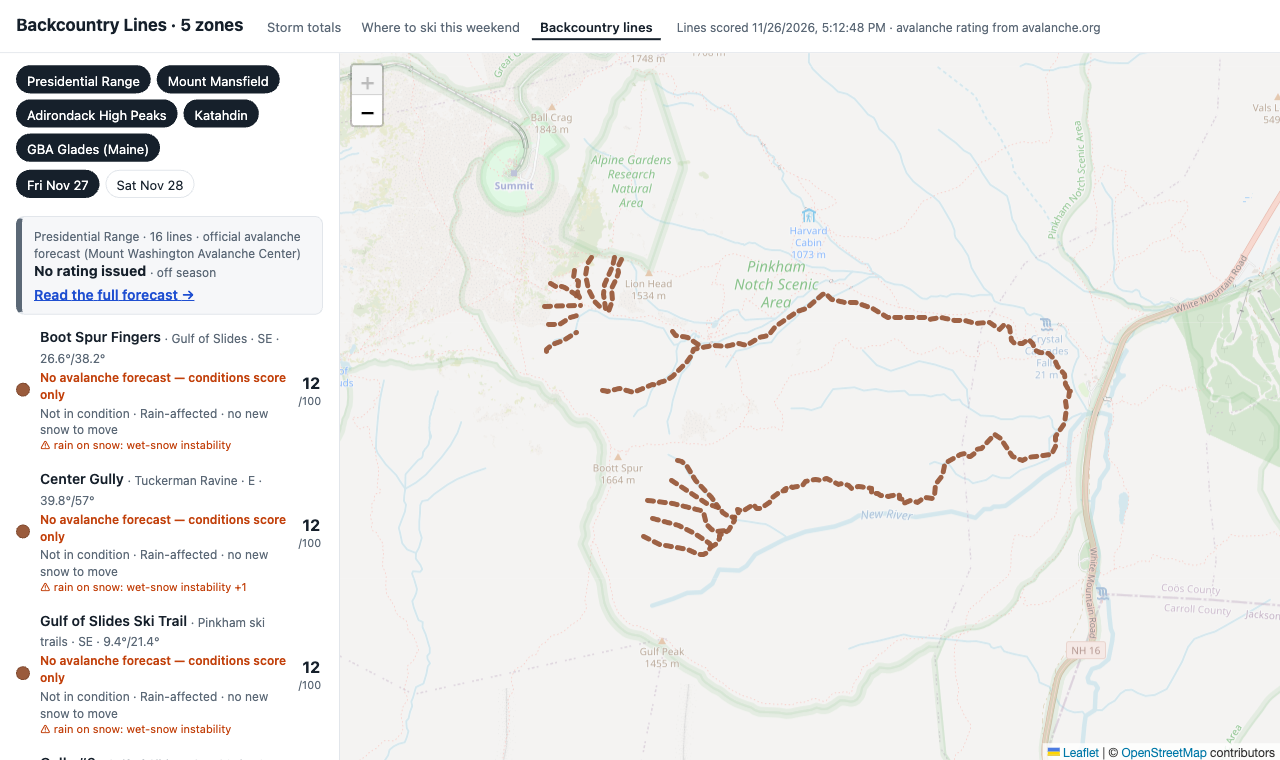 Backcountry Lines · 5 zones
Storm totals
Where to ski this weekend
Backcountry lines
Lines scored 11/26/2026, 5:12:48 PM · avalanche rating from avalanche.org
Presidential Range
Mount Mansfield
Adirondack High Peaks
Katahdin
GBA Glades (Maine)
Fri Nov 27
Sat Nov 28
Presidential Range · 16 lines · official avalanche
forecast (Mount Washington Avalanche Center)
No rating issued · off season
Read the full forecast →
Boot Spur Fingers · Gulf of Slides · SE ·
26.6°/38.2°
No avalanche forecast — conditions score
only
12
/100
Not in condition · Rain-affected · no new
snow to move
⚠ rain on snow: wet-snow instability
Center Gully · Tuckerman Ravine · E ·
39.8°/57°
No avalanche forecast — conditions score
only
12
/100
Not in condition · Rain-affected · no new
snow to move
⚠ rain on snow: wet-snow instability +1
Gulf of Slides Ski Trail · Pinkham ski
trails · SE · 9.4°/21.4°
No avalanche forecast — conditions score
only
12
/100
Not in condition · Rain-affected · no new
snow to move
⚠ rain on snow: wet-snow instability
+
−
1748 m
Great G
Ball Crag
1843 m
Summit
Alpine Gardens
Research
Natural
Area
Harvard
Cabin
1073 m
Pinkham
Notch Scenic
Area
Lion Head
1534 m
Pinkham Notch Scenic Area
Vals L
549
White Mountain Road
Crystal
Cascades
Fall
21 m
Boott Spur
1664 m
New River
Gulf Peak
1455 m
White Mountain Road
Coos County
Carroll County
Jackson
NH 16
Area
Leaflet | © OpenStreetMap contributors